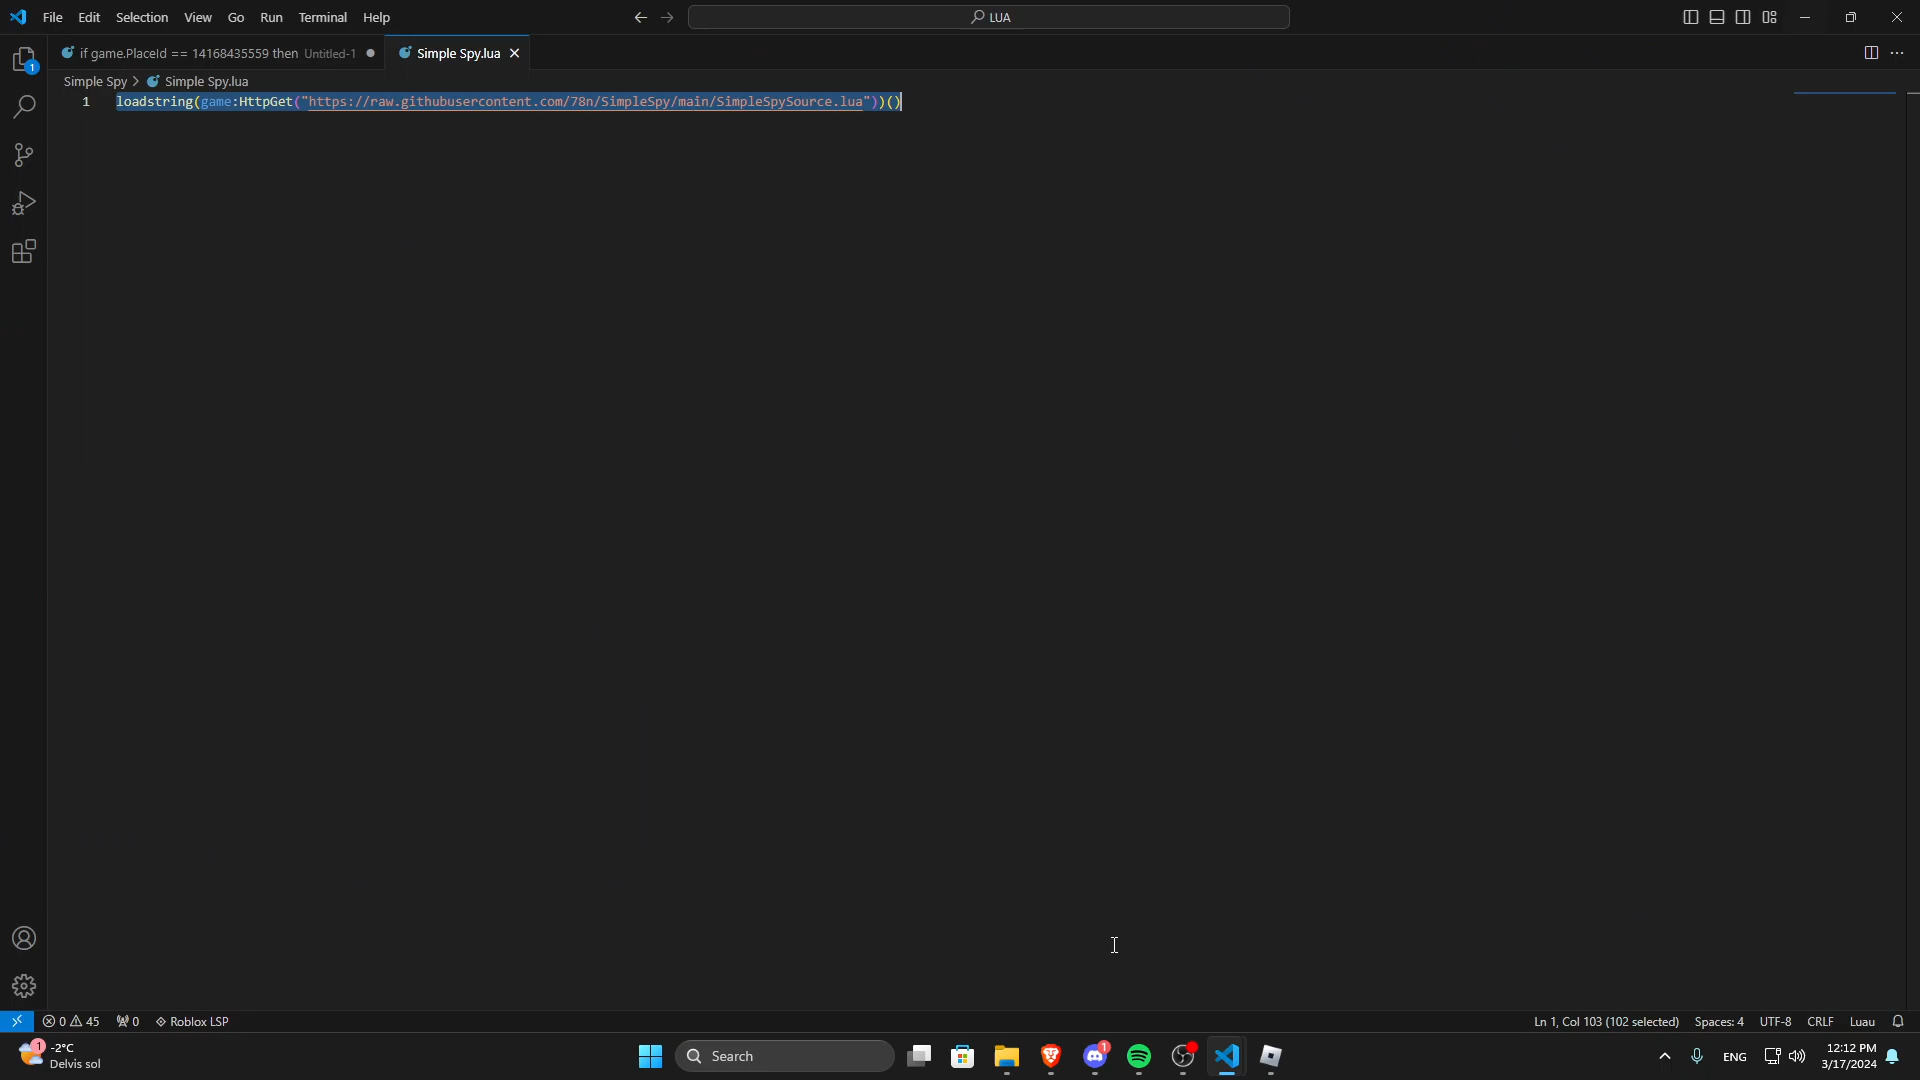 File Edit Selection View Go Run Terminal Help
LUA
if game.PlaceId == 14168435559 then Untitled-1
Simple Spy.lua
Simple Spy > Simple Spy.lua
1 loadstring(game:HttpGet("https://raw.githubusercontent.com/78n/SimpleSpy/main/SimpleSpySource.lua"))()
1
0 45 0 Roblox LSP
Ln 1, Col 103 (102 selected) Spaces: 4 UTF-8 CRLF Luau
1
-2°C
Delvis sol
Search
1
ENG
12:12 PM
3/17/2024